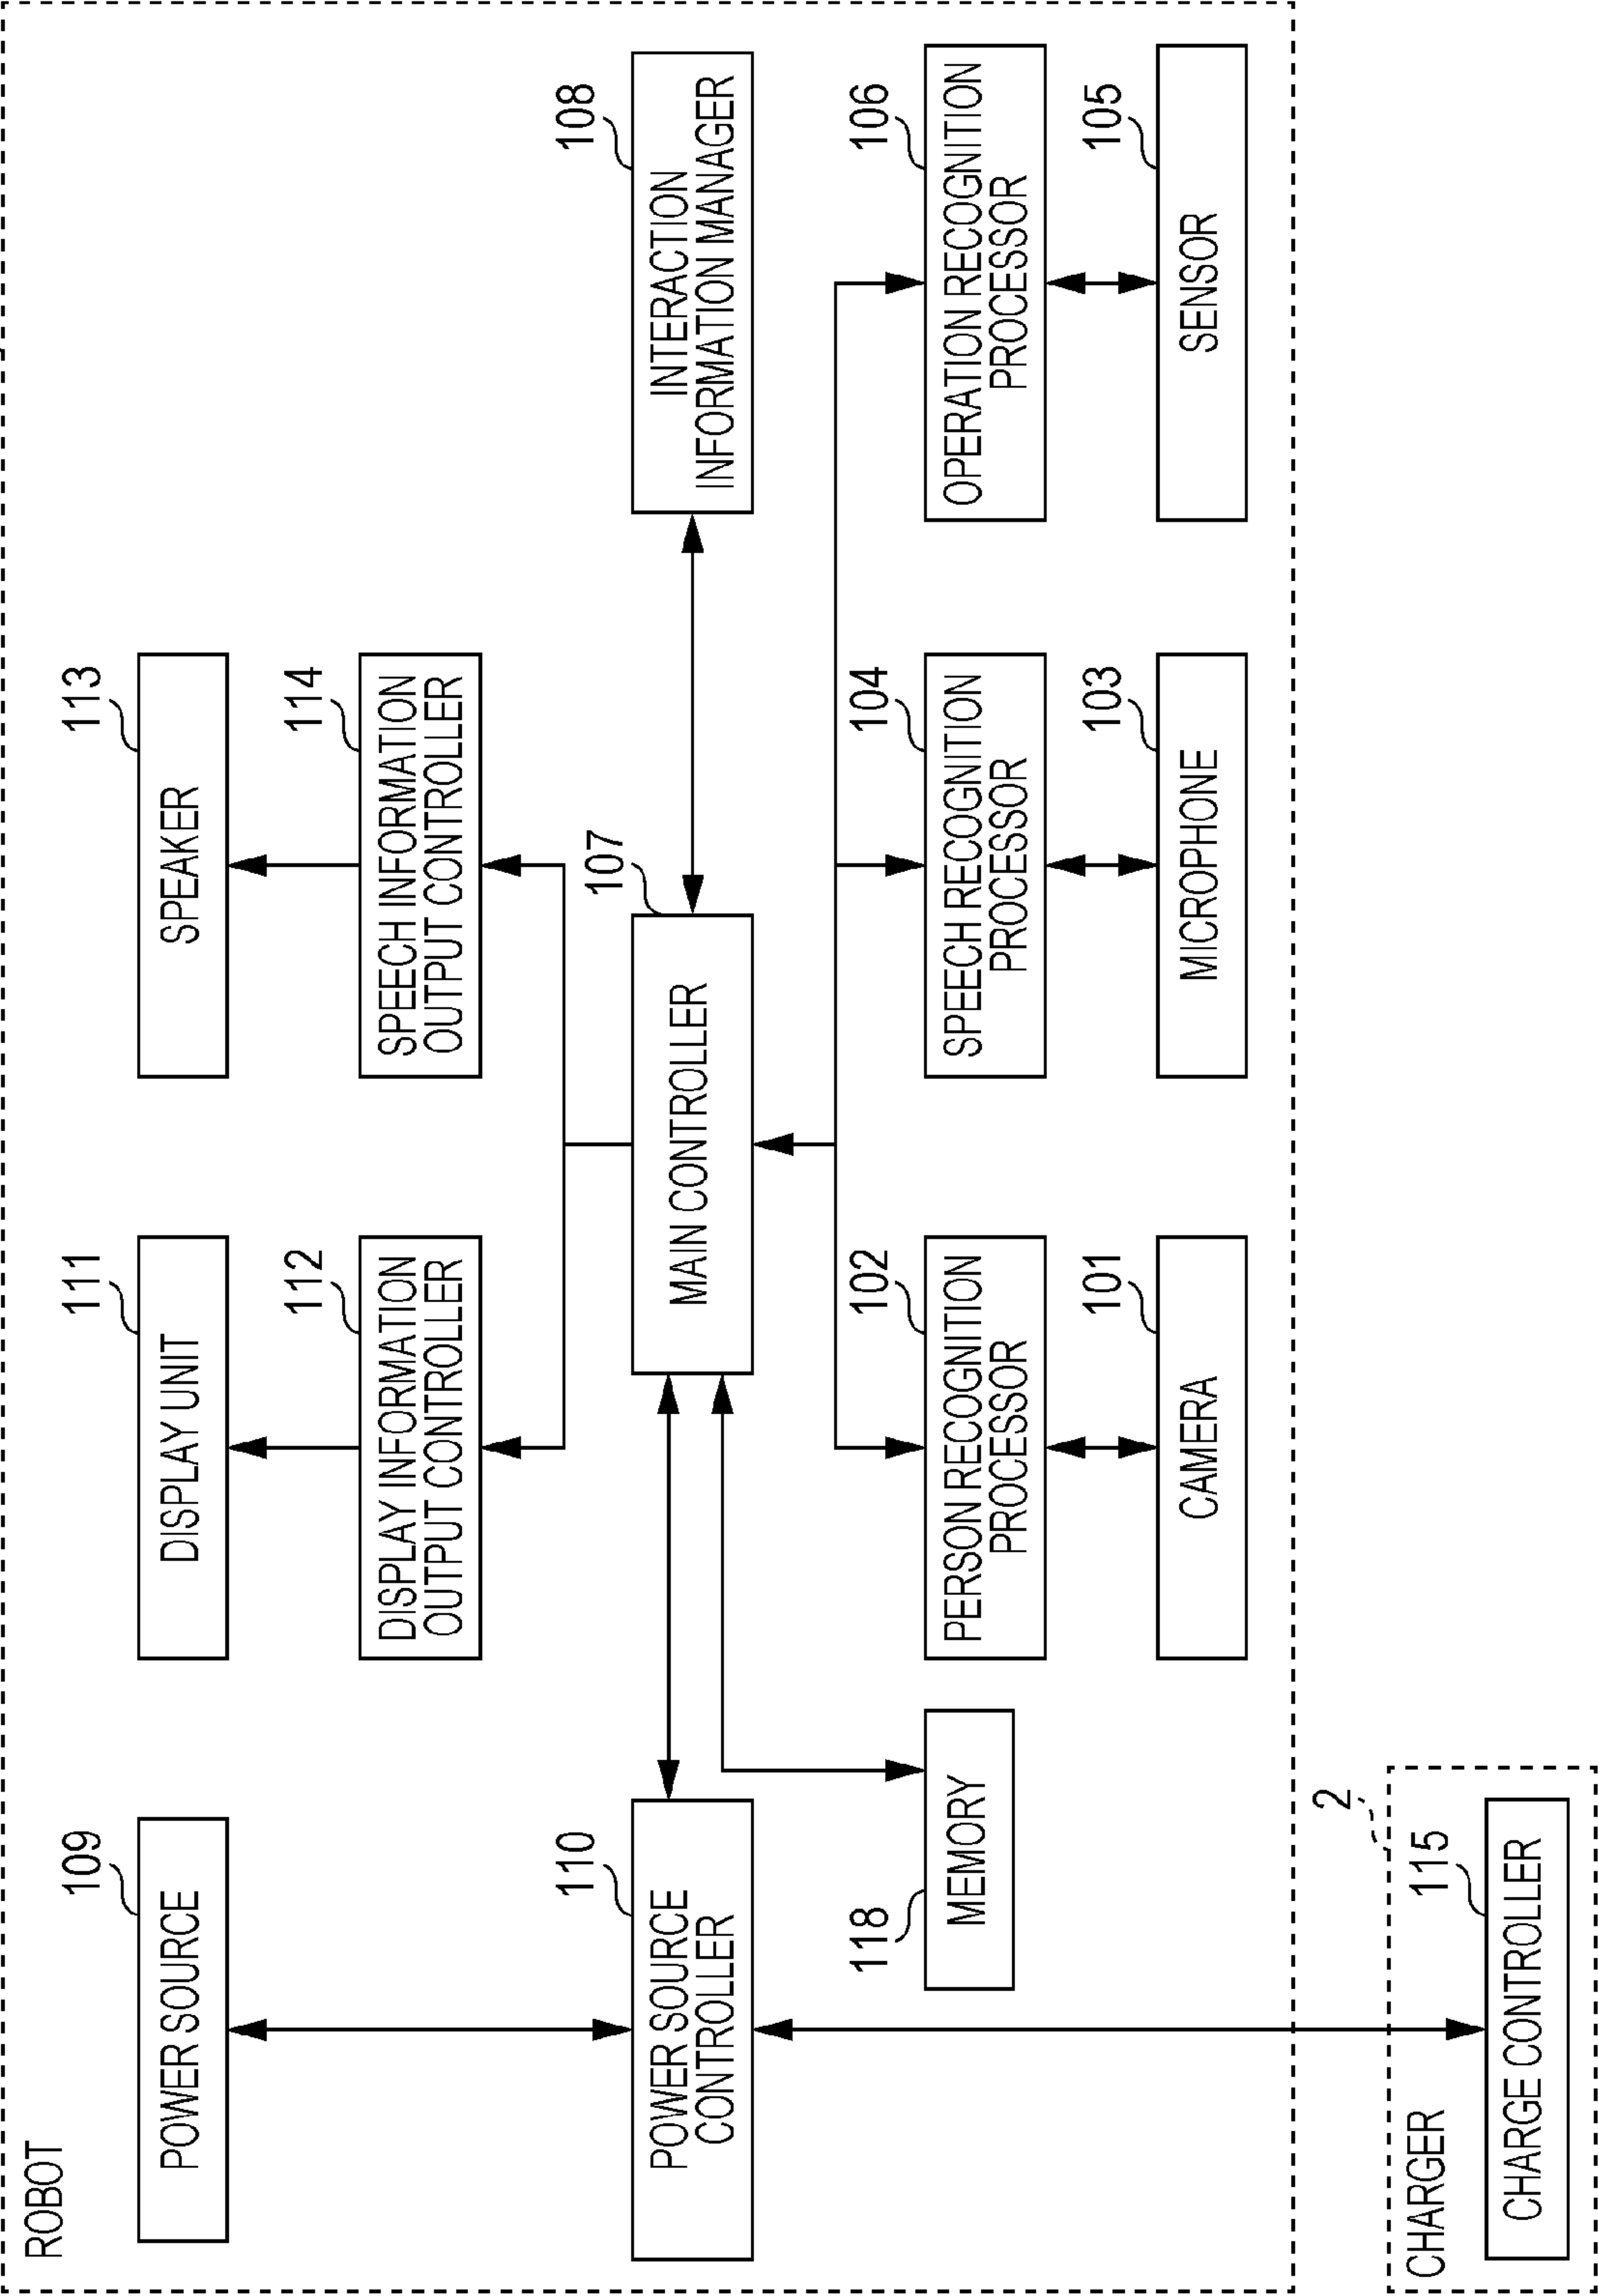 ROBOT
109
POWER SOURCE
111
DISPLAY UNIT
113
SPEAKER
112
DISPLAY INFORMATION
OUTPUT CONTROLLER
114
SPEECH INFORMATION
OUTPUT CONTROLLER
110
POWER SOURCE
CONTROLLER
107
MAIN CONTROLLER
108
INTERACTION
INFORMATION MANAGER
118
MEMORY
102
PERSON RECOGNITION
PROCESSOR
104
SPEECH RECOGNITION
PROCESSOR
106
OPERATION RECOGNITION
PROCESSOR
101
CAMERA
103
MICROPHONE
105
SENSOR
2
CHARGER
115
CHARGE CONTROLLER